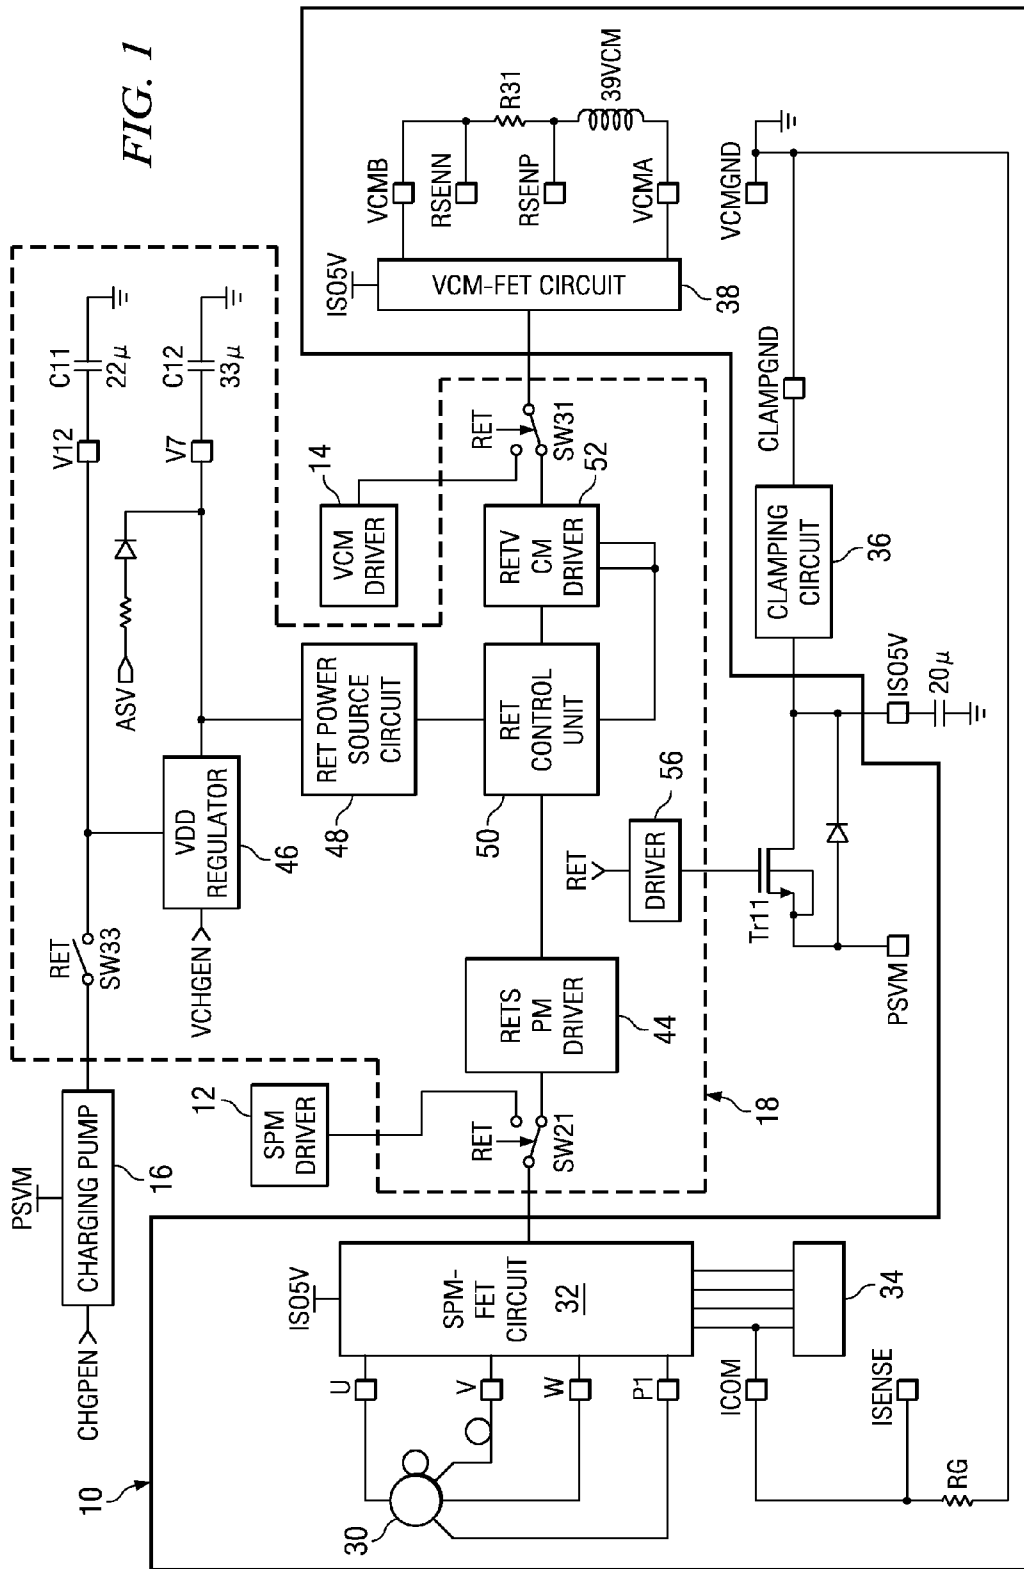 FIG. 1
CHGPEN
PSVM
CHARGING PUMP
16
RET
SW33
V12
C11
22μ
VCHGEN
VDD
REGULATOR
46
ASV
V7
C12
33μ
12
SPM
DRIVER
RET POWER
SOURCE
CIRCUIT
48
14
VCM
DRIVER
10
ISO5V
SPM-
FET
CIRCUIT
32
U
V
W
P1
30
RET
SW21
RETS
PM
DRIVER
44
RET
CONTROL
UNIT
50
RETV
CM
DRIVER
52
RET
SW31
ISO5V
VCM-FET CIRCUIT
38
VCMB
RSENN
RSENP
VCMA
R31
39VCM
RET
DRIVER
56
18
34
ICOM
ISENSE
RG
Tr11
PSVM
ISO5V
20μ
CLAMPING
CIRCUIT
36
CLAMPGND
VCMGND